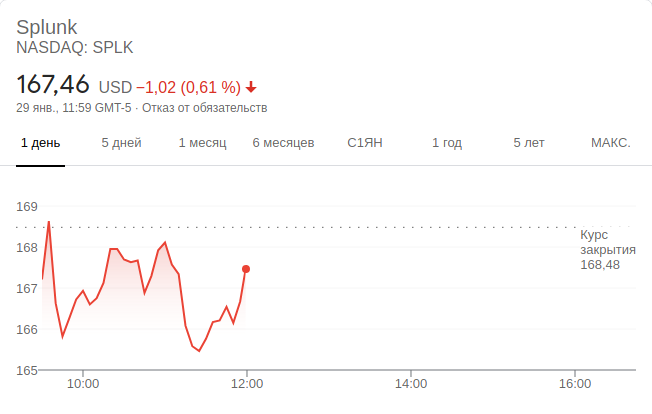 Splunk
NASDAQ: SPLK
167,46 USD −1,02 (0,61 %)
29 янв., 11:59 GMT-5 · Отказ от обязательств
1 день 5 дней 1 месяц 6 месяцев С1ЯН 1 год 5 лет МАКС.
169
168
167
166
165
Курс
закрытия
168,48
10:00 12:00 14:00 16:00